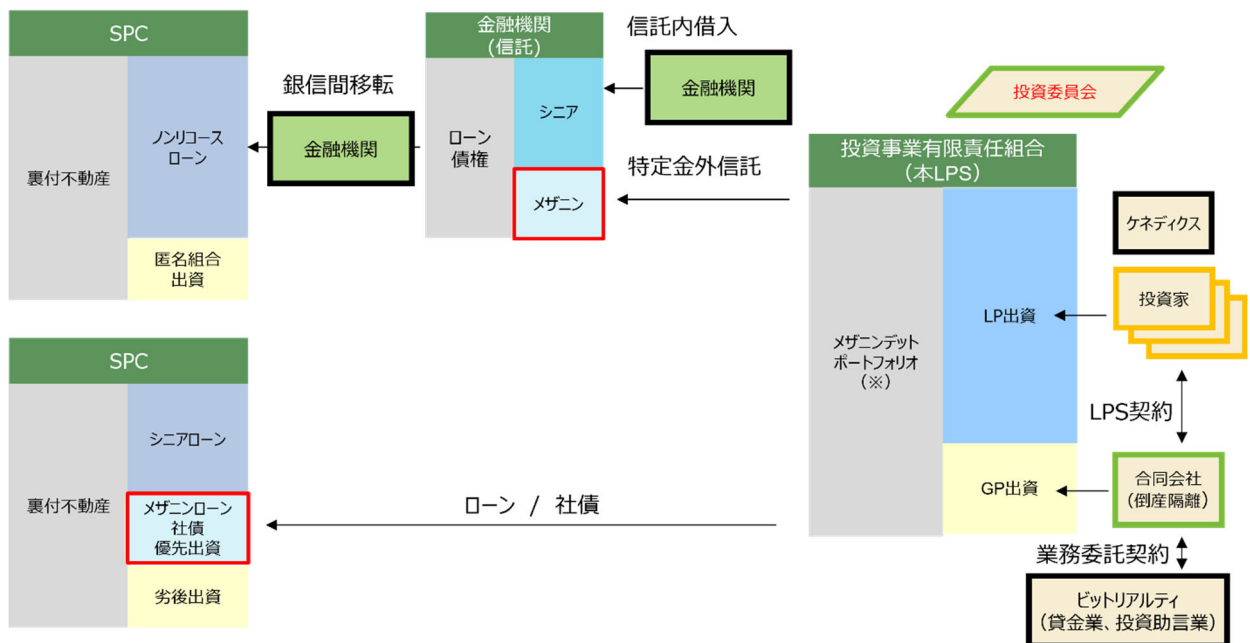 SPC
裏付不動産
ノンリコース
ローン
匿名組合
出資
銀信間移転
金融機関
金融機関
(信託)
ローン
債権
シニア
メザニン
信託内借入
金融機関
特定金外信託
投資委員会
投資事業有限責任組合
（本LPS）
メザニンデット
ポートフォリオ
（※）
LP出資
GP出資
ケネディクス
投資家
LPS契約
合同会社
（倒産隔離）
業務委託契約
ビットリアルティ
（貸金業、投資助言業）
SPC
裏付不動産
シニアローン
メザニンローン
社債
優先出資
劣後出資
ローン / 社債